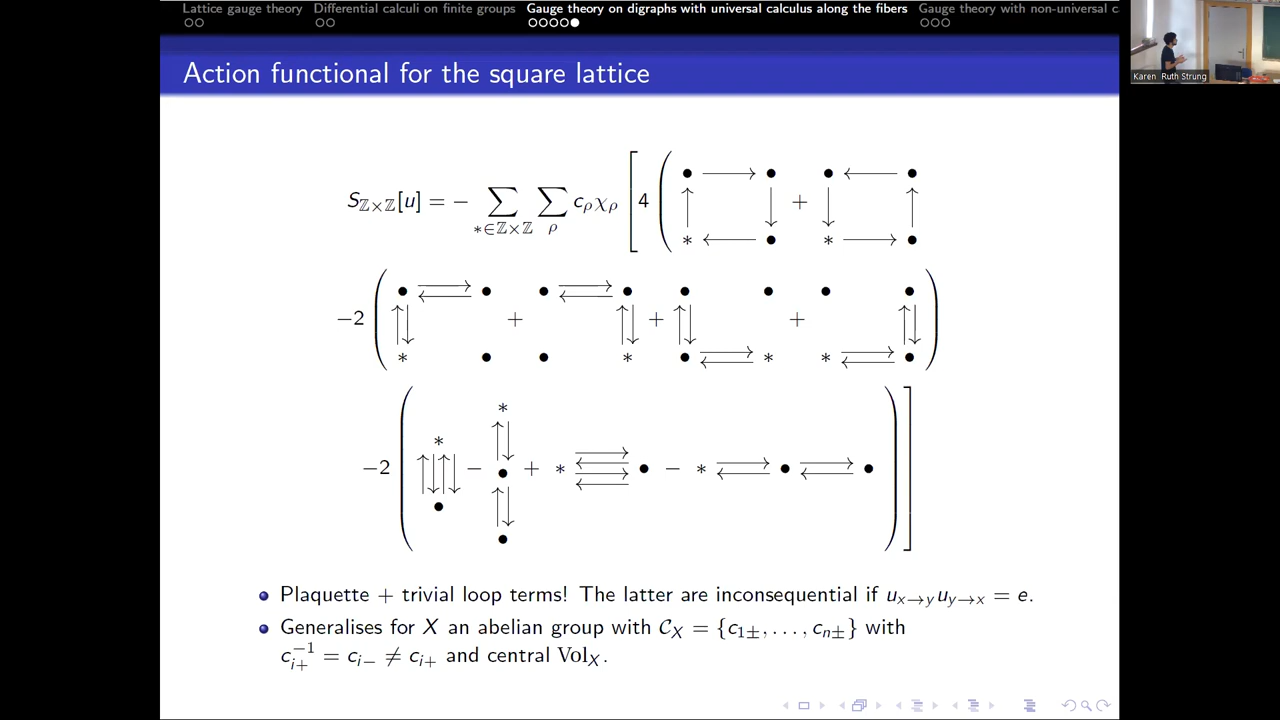 Lattice gauge theory Differential calculi on finite groups Gauge theory on digraphs with universal calculus along the fibers Gauge theory with non-universal c
Karen Ruth Strung
Action functional for the square lattice
S_{ℤ×ℤ}[u] = − ∑_{∗∈ℤ×ℤ} ∑_ρ c_ρ χ_ρ [ 4 ( ∗ + ∗
−2 ( ∗ + ∗ + ∗ + ∗ )
−2 ( ∗ − ∗ + ∗ − ∗ ) ]
Plaquette + trivial loop terms! The latter are inconsequential if u_{x→y} u_{y→x} = e.
Generalises for X an abelian group with 𝒞_X = {c_{1±}, . . . , c_{n±}} with
c_{i+}^{−1} = c_{i−} ≠ c_{i+} and central Vol_X.